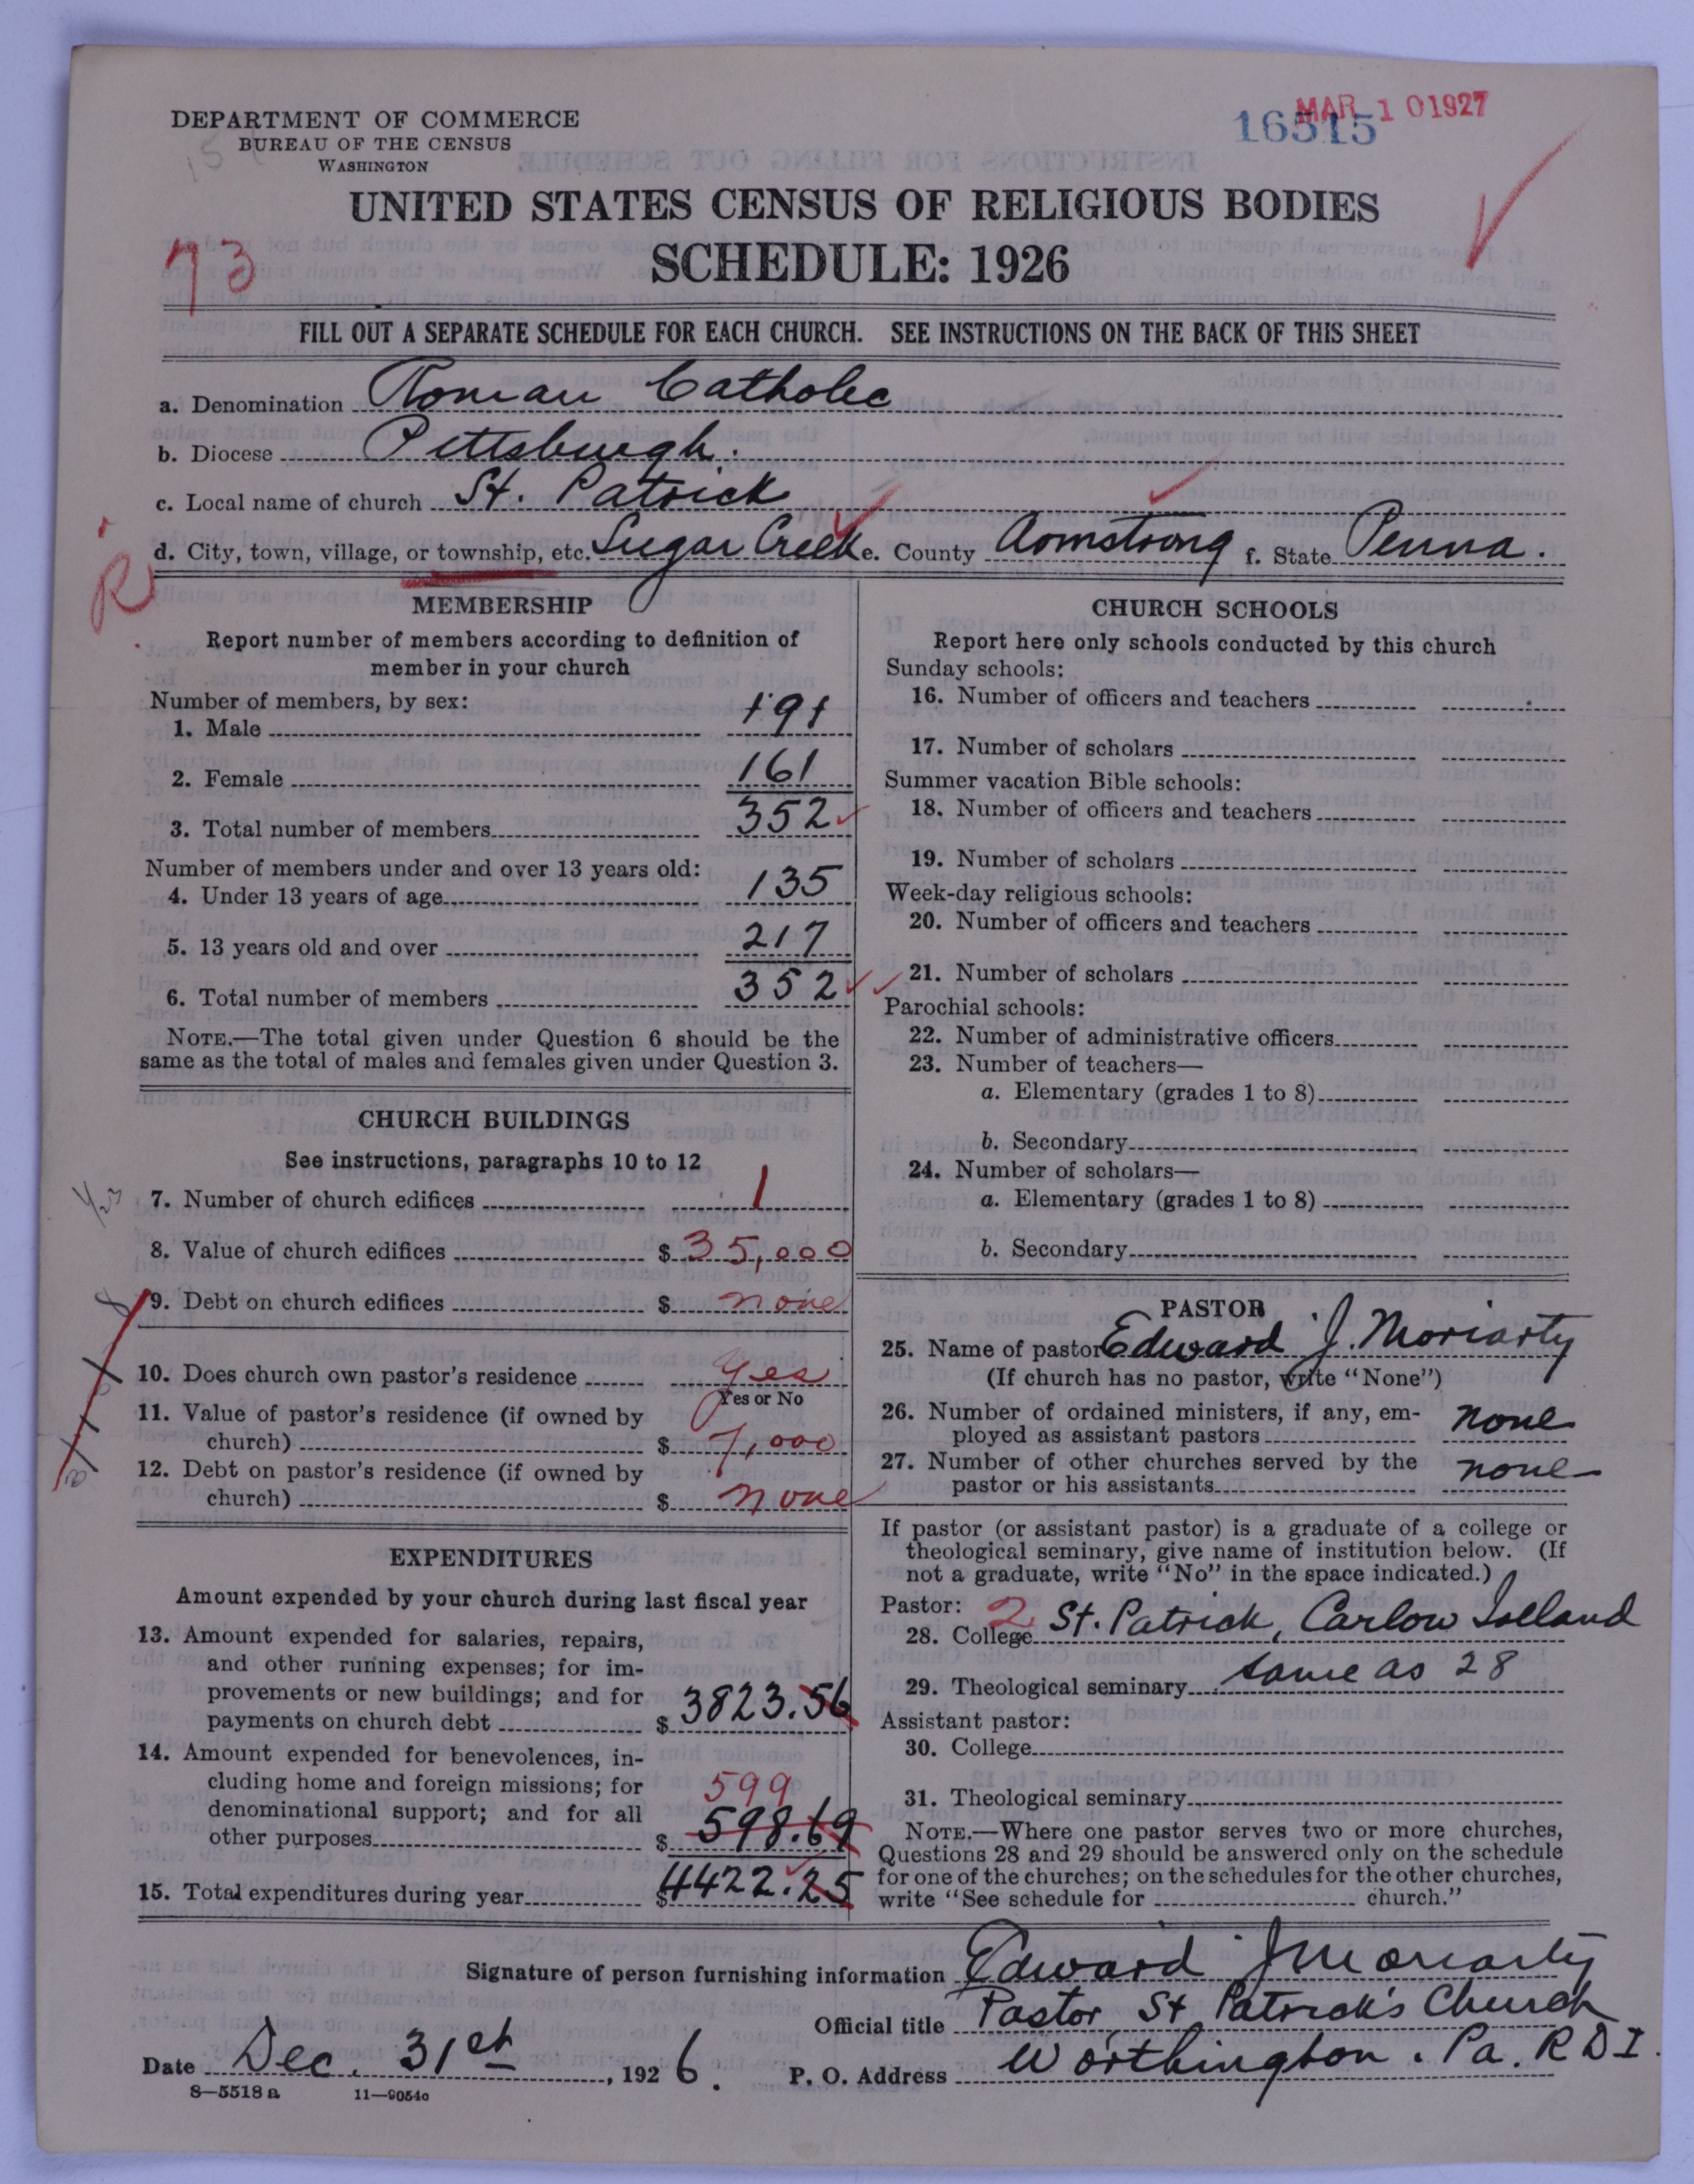 DEPARTMENT OF COMMERCE
BUREAU OF THE CENSUS
WASHINGTON
16515
MAR 10 1927
UNITED STATES CENSUS OF RELIGIOUS BODIES
SCHEDULE: 1926
73
FILL OUT A SEPARATE SCHEDULE FOR EACH CHURCH. SEE INSTRUCTIONS ON THE BACK OF THIS SHEET
a. Denomination Roman Catholic
b. Diocese Pittsburgh.
c. Local name of church St. Patrick
d. City, town, village, or township, etc. Sugar Creek e. County Armstrong f. State Penna.
R
MEMBERSHIP
Report number of members according to definition of
member in your church
Number of members, by sex:
1. Male 191
2. Female 161
3. Total number of members 352
Number of members under and over 13 years old:
4. Under 13 years of age 135
5. 13 years old and over 217
6. Total number of members 352
NOTE.—The total given under Question 6 should be the
same as the total of males and females given under Question 3.
CHURCH BUILDINGS
See instructions, paragraphs 10 to 12
7. Number of church edifices 1
8. Value of church edifices $ 35,000
9. Debt on church edifices $ none
10. Does church own pastor's residence yes
Yes or No
11. Value of pastor's residence (if owned by
church) $ 7,000
12. Debt on pastor's residence (if owned by
church) $ none
EXPENDITURES
Amount expended by your church during last fiscal year
13. Amount expended for salaries, repairs,
and other running expenses; for im-
provements or new buildings; and for
payments on church debt $ 3823.56
14. Amount expended for benevolences, in-
cluding home and foreign missions; for
denominational support; and for all
599
other purposes $ 598.69
15. Total expenditures during year $ 4422.25
CHURCH SCHOOLS
Report here only schools conducted by this church
Sunday schools:
16. Number of officers and teachers
17. Number of scholars
Summer vacation Bible schools:
18. Number of officers and teachers
19. Number of scholars
Week-day religious schools:
20. Number of officers and teachers
21. Number of scholars
Parochial schools:
22. Number of administrative officers
23. Number of teachers—
a. Elementary (grades 1 to 8)
b. Secondary
24. Number of scholars—
a. Elementary (grades 1 to 8)
b. Secondary
PASTOR
25. Name of pastor Edward J. Moriarty
(If church has no pastor, write "None")
26. Number of ordained ministers, if any, em-
ployed as assistant pastors none
27. Number of other churches served by the
pastor or his assistants none
If pastor (or assistant pastor) is a graduate of a college or
theological seminary, give name of institution below. (If
not a graduate, write "No" in the space indicated.)
Pastor: 2
28. College St. Patrick, Carlow Ireland
29. Theological seminary same as 28
Assistant pastor:
30. College
31. Theological seminary
NOTE.—Where one pastor serves two or more churches,
Questions 28 and 29 should be answered only on the schedule
for one of the churches; on the schedules for the other churches,
write "See schedule for church."
Signature of person furnishing information Edward J Moriarty
Official title Pastor, St Patrick's Church
Date Dec. 31st, 1926. P. O. Address Worthington. Pa. R D I.
8—5518 a 11—9054c